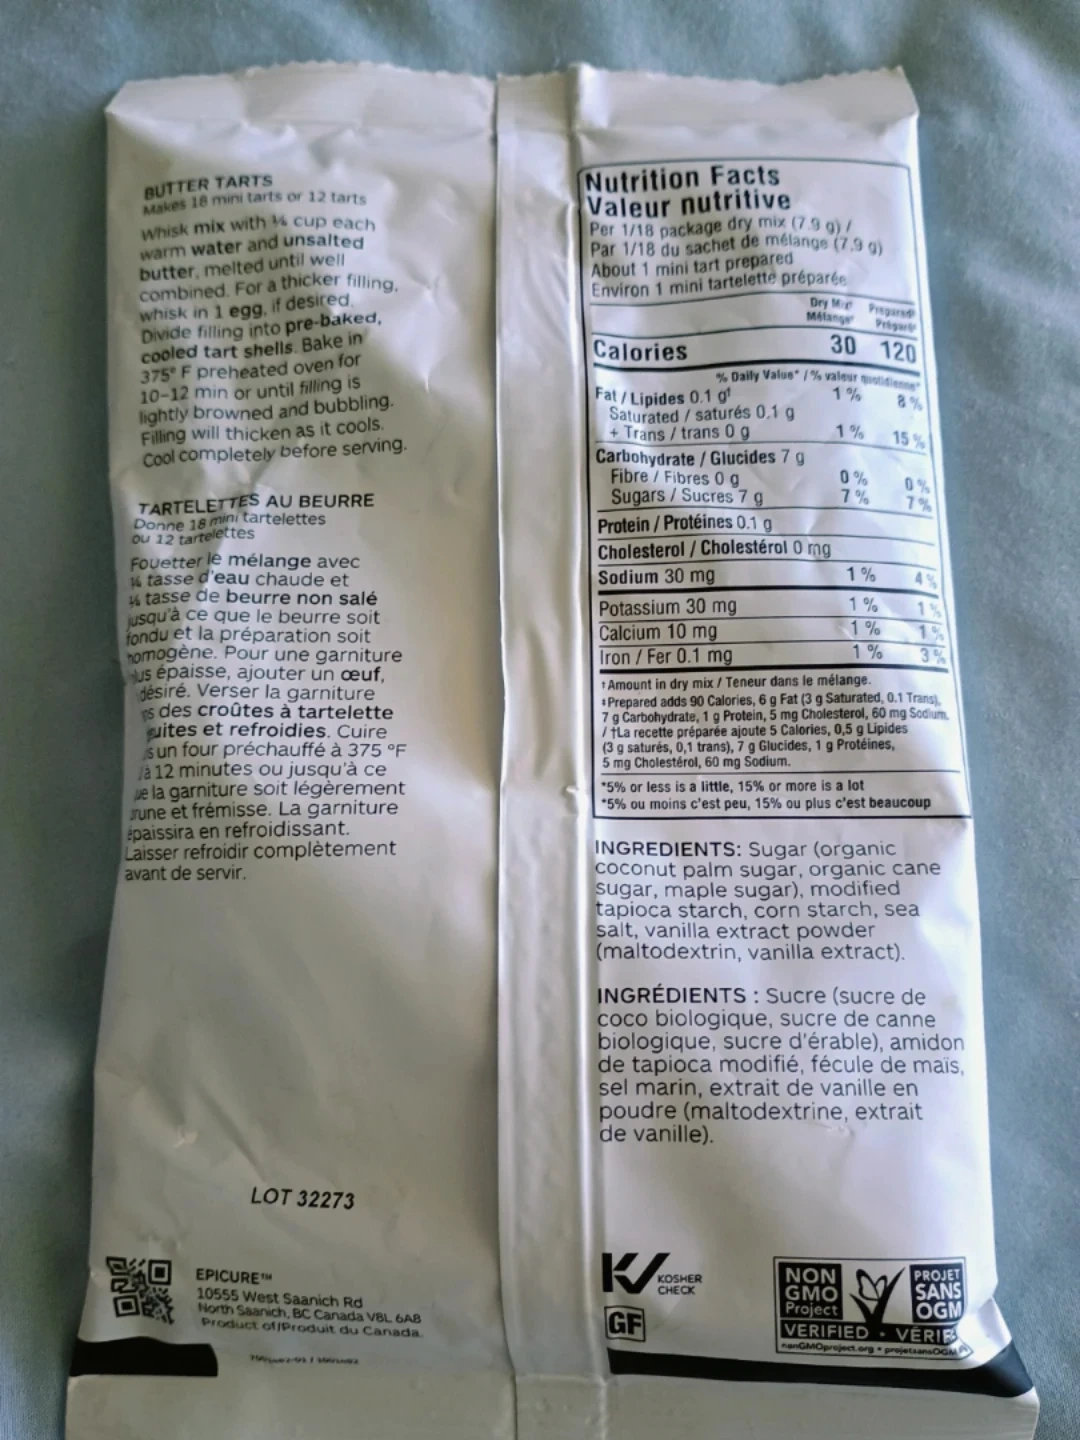 BUTTER TARTS
Makes 18 mini tarts or 12 tarts
Whisk mix with ¼ cup each
warm water and unsalted
butter, melted until well
combined. For a thicker filling,
whisk in 1 egg, if desired.
Divide filling into pre-baked,
cooled tart shells. Bake in
375° F preheated oven for
10–12 min or until filling is
lightly browned and bubbling.
Filling will thicken as it cools.
Cool completely before serving.
TARTELETTES AU BEURRE
Donne 18 mini tartelettes
ou 12 tartelettes
Fouetter le mélange avec
¼ tasse d'eau chaude et
¼ tasse de beurre non salé
jusqu'à ce que le beurre soit
fondu et la préparation soit
homogène. Pour une garniture
plus épaisse, ajouter un œuf,
désiré. Verser la garniture
des croûtes à tartelette
cuites et refroidies. Cuire
un four préchauffé à 375 °F
à 12 minutes ou jusqu'à ce
que la garniture soit légèrement
brune et frémisse. La garniture
épaissira en refroidissant.
Laisser refroidir complètement
avant de servir.
LOT 32273
EPICURE™
10555 West Saanich Rd
North Saanich, BC Canada V8L 6A8
Product of/Produit du Canada
Nutrition Facts
Valeur nutritive
Per 1/18 package dry mix (7.9 g) /
Par 1/18 du sachet de mélange (7,9 g)
About 1 mini tart prepared
Environ 1 mini tartelette préparée
Dry Mix† Prepared‡
Mélange† Préparé‡
Calories 30 120
% Daily Value* / % valeur quotidienne*
Fat / Lipides 0.1 g† 1 % 8 %
Saturated / saturés 0.1 g
+ Trans / trans 0 g 1 % 15 %
Carbohydrate / Glucides 7 g
Fibre / Fibres 0 g 0 % 0 %
Sugars / Sucres 7 g 7 % 7 %
Protein / Protéines 0.1 g
Cholesterol / Cholestérol 0 mg
Sodium 30 mg 1 % 4 %
Potassium 30 mg 1 % 1 %
Calcium 10 mg 1 % 1 %
Iron / Fer 0.1 mg 1 % 3 %
† Amount in dry mix / Teneur dans le mélange.
‡Prepared adds 90 Calories, 6 g Fat (3 g Saturated, 0.1 Trans),
7 g Carbohydrate, 1 g Protein, 5 mg Cholesterol, 60 mg Sodium.
/ †La recette préparée ajoute 5 Calories, 0,5 g Lipides
(3 g saturés, 0,1 trans), 7 g Glucides, 1 g Protéines,
5 mg Cholestérol, 60 mg Sodium.
*5% or less is a little, 15% or more is a lot
*5% ou moins c'est peu, 15% ou plus c'est beaucoup
INGREDIENTS: Sugar (organic
coconut palm sugar, organic cane
sugar, maple sugar), modified
tapioca starch, corn starch, sea
salt, vanilla extract powder
(maltodextrin, vanilla extract).
INGRÉDIENTS : Sucre (sucre de
coco biologique, sucre de canne
biologique, sucre d'érable), amidon
de tapioca modifié, fécule de maïs,
sel marin, extrait de vanille en
poudre (maltodextrine, extrait
de vanille).
KOSHER
CHECK
GF
NON
GMO
Project
PROJET
SANS
OGM
VERIFIED • VÉRIF
nonGMOproject.org • projetsansOGM